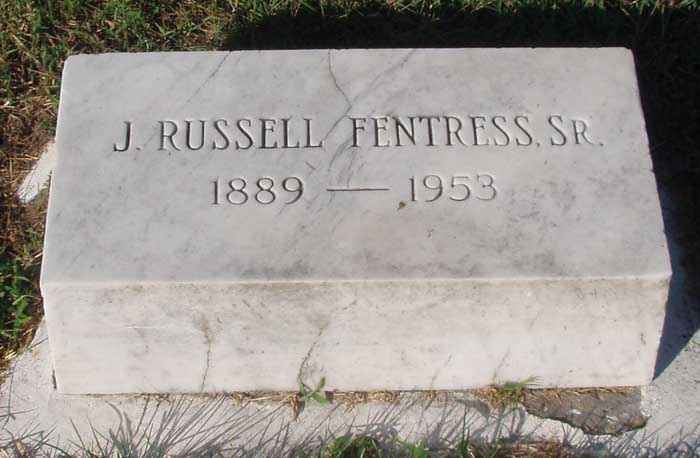 J. RUSSELL FENTRESS, SR.
1889 — 1953